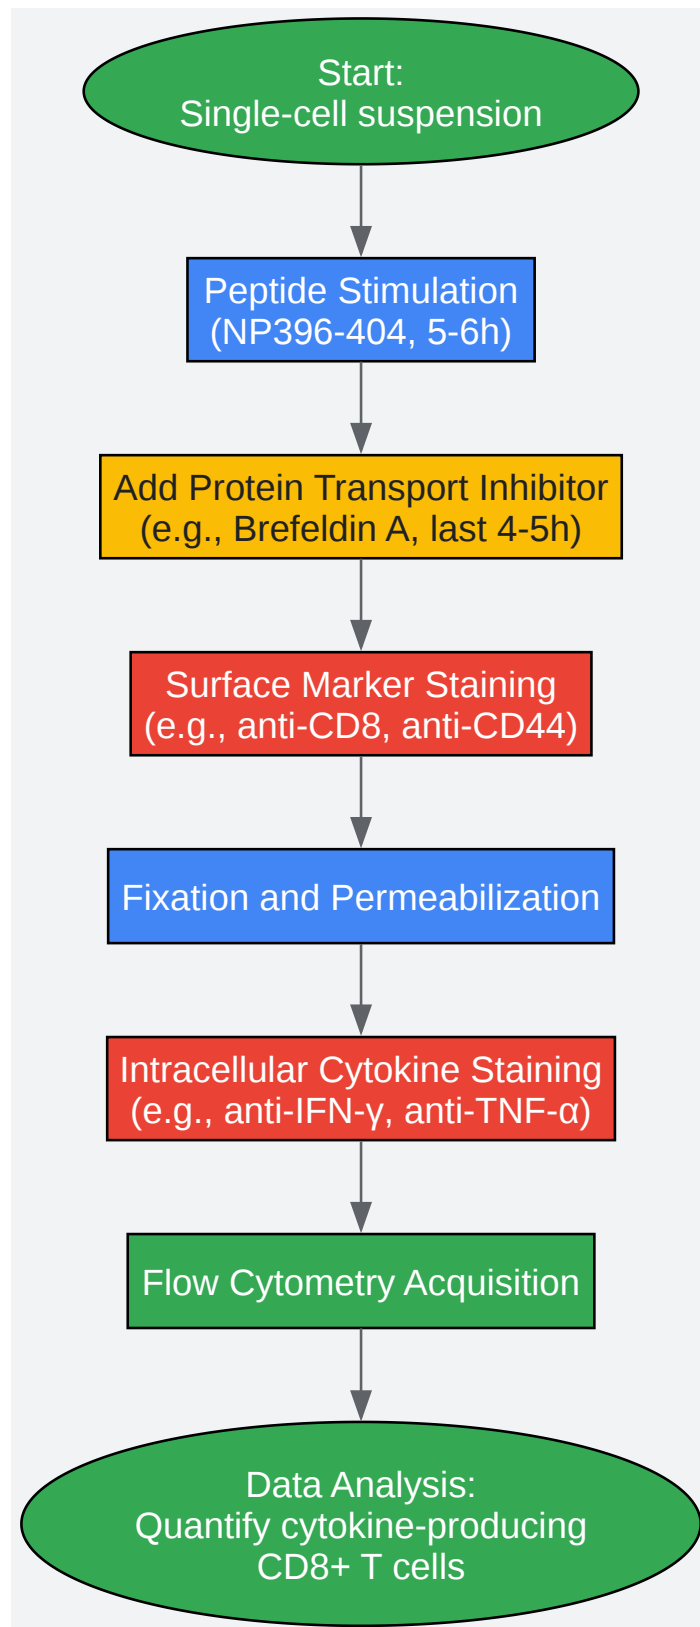 Start:
Single-cell suspension
Peptide Stimulation
(NP396-404, 5-6h)
Add Protein Transport Inhibitor
(e.g., Brefeldin A, last 4-5h)
Surface Marker Staining
(e.g., anti-CD8, anti-CD44)
Fixation and Permeabilization
Intracellular Cytokine Staining
(e.g., anti-IFN-γ, anti-TNF-α)
Flow Cytometry Acquisition
Data Analysis:
Quantify cytokine-producing
CD8+ T cells